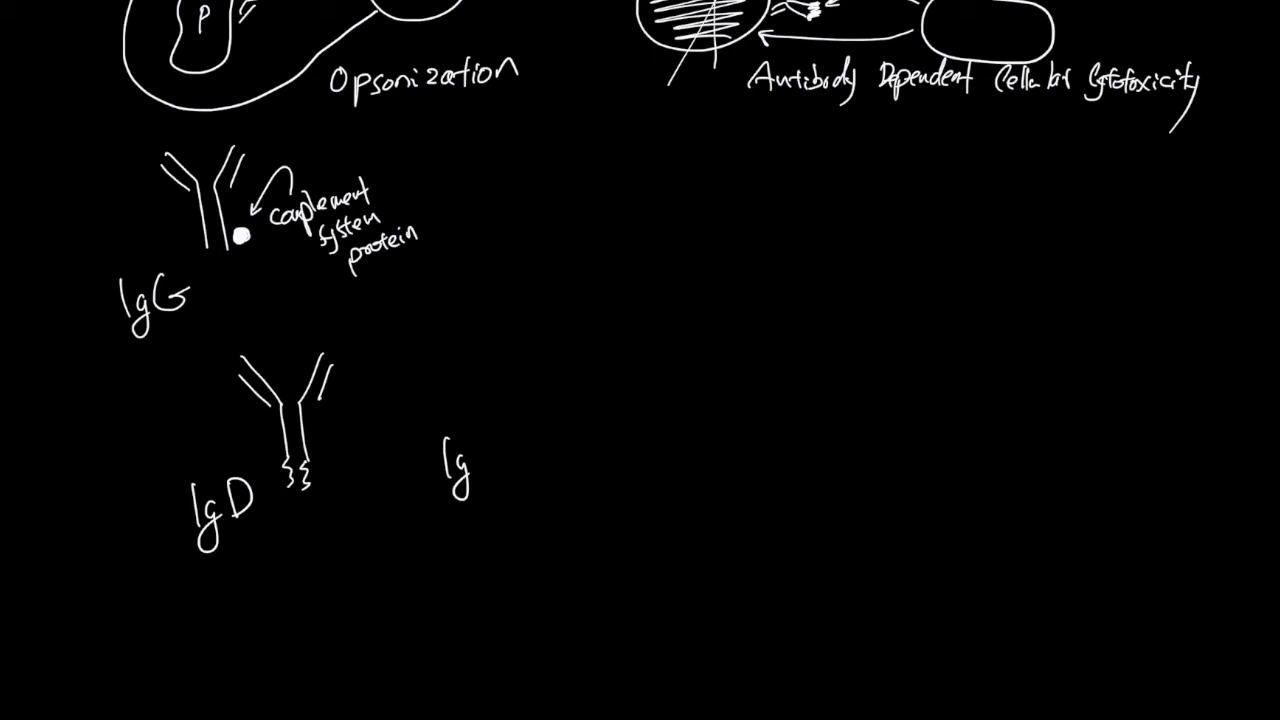 P
Opsonization
Antibody Dependent Cellular Cytotoxicity
complement
system
protein
IgG
IgD
Ig